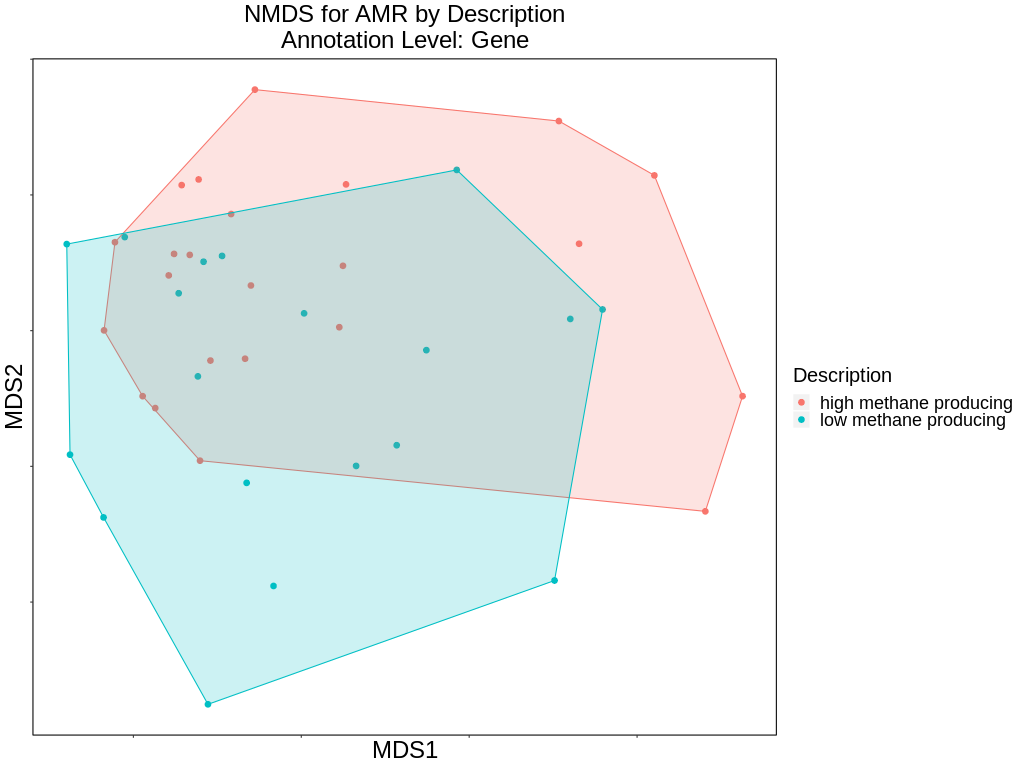 NMDS for AMR by Description
Annotation Level: Gene
MDS2
MDS1
Description
high methane producing
low methane producing